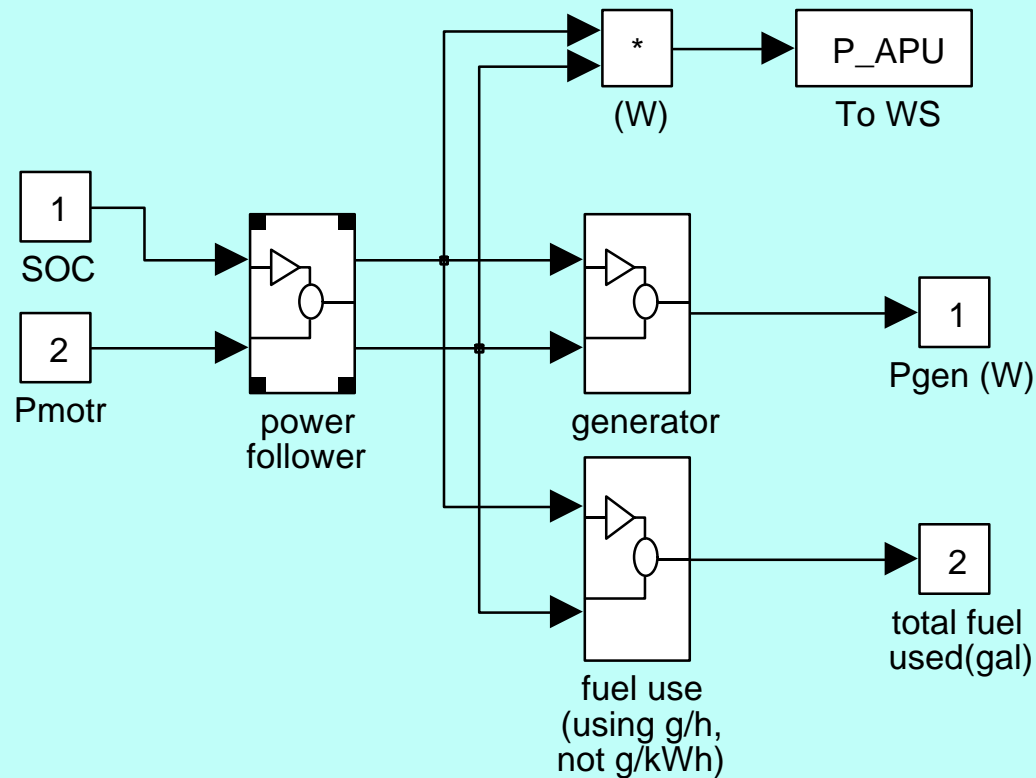 *
(W)
P_APU
To WS
1
SOC
2
Pmotr
power
follower
generator
1
Pgen (W)
fuel use
(using g/h,
not g/kWh)
2
total fuel
used(gal)